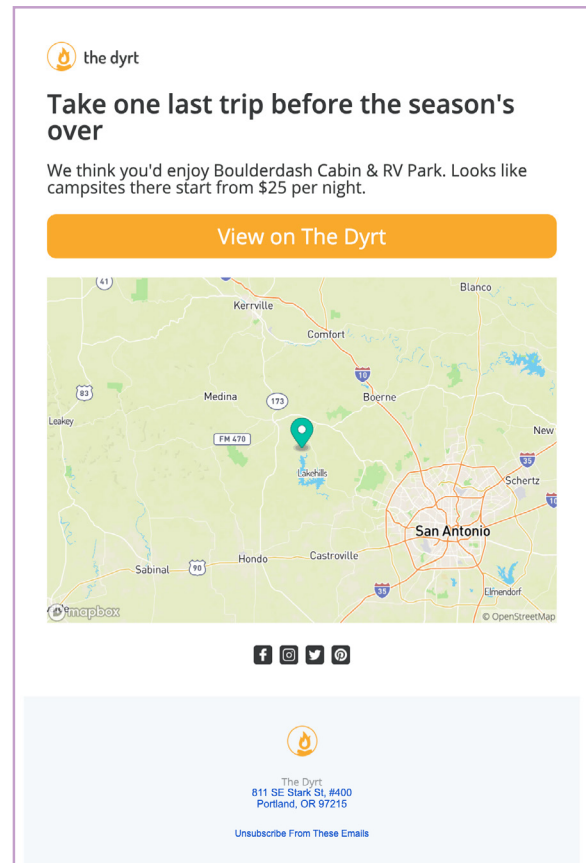 the dyrt
Take one last trip before the season's
over
We think you'd enjoy Boulderdash Cabin & RV Park. Looks like
campsites there start from $25 per night.
View on The Dyrt
41
Blanco
Kerrville
Comfort
10
83
Medina
173
Boerne
Leakey
FM 470
New
35
Lakehills
Schertz
10
San Antonio
Hondo
Castroville
Sabinal
90
35
Elmendorf
mapbox
© OpenStreetMap
The Dyrt
811 SE Stark St, #400
Portland, OR 97215
Unsubscribe From These Emails